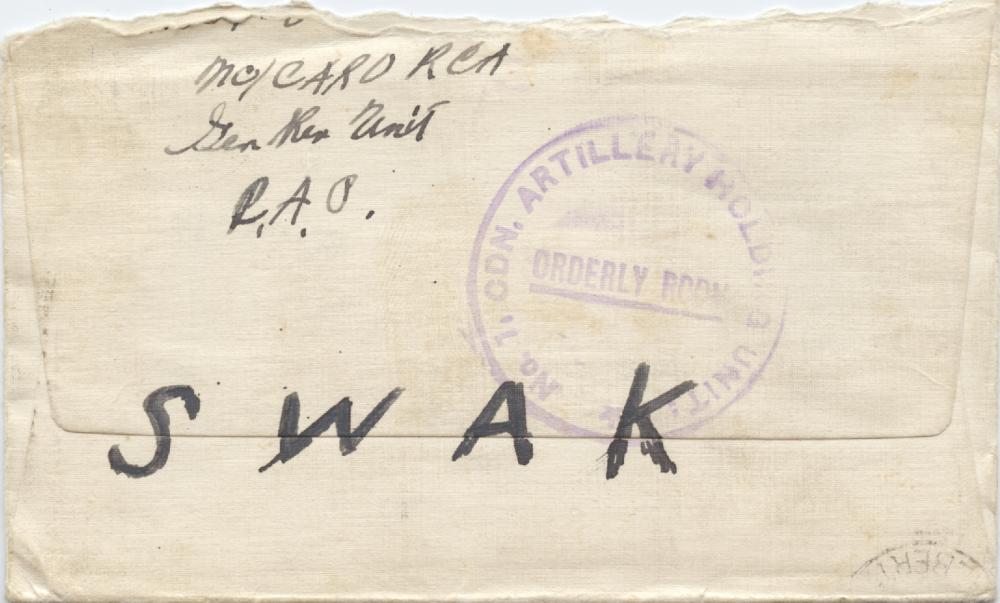 No/CARO RCA
Gen Ren Unit
R.A.O.
No. 1. CDN. ARTILLERY HOLDING UNIT.
ORDERLY ROOM
S W A K